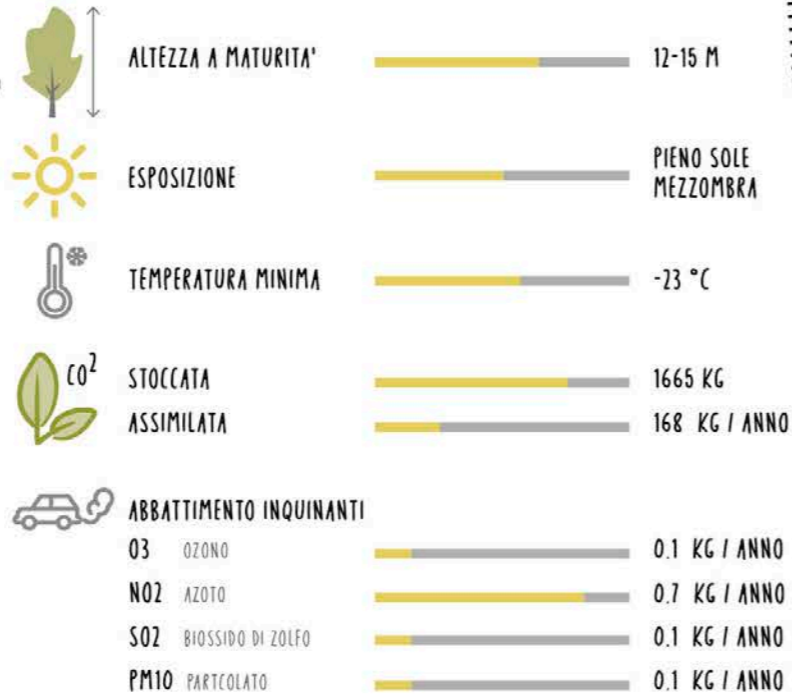 ALTEZZA A MATURITA' 12-15 M
ESPOSIZIONE PIENO SOLE
MEZZOMBRA
TEMPERATURA MINIMA -23 °C
CO²
STOCCATA 1665 KG
ASSIMILATA 168 KG / ANNO
ABBATTIMENTO INQUINANTI
O3 OZONO 0.1 KG / ANNO
NO2 AZOTO 0.7 KG / ANNO
SO2 BIOSSIDO DI ZOLFO 0.1 KG / ANNO
PM10 PARTCOLATO 0.1 KG / ANNO